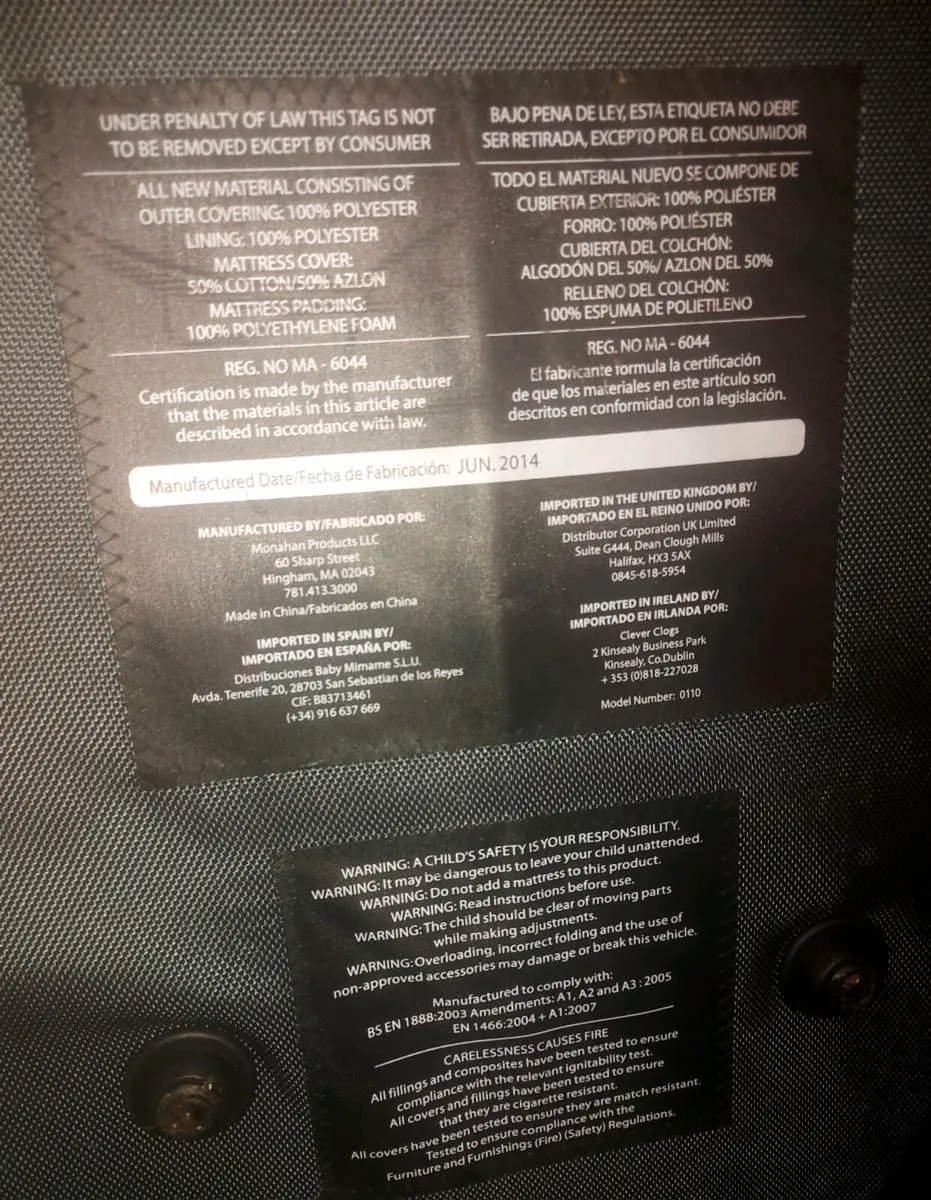 UNDER PENALTY OF LAW THIS TAG IS NOT
TO BE REMOVED EXCEPT BY CONSUMER
ALL NEW MATERIAL CONSISTING OF
OUTER COVERING: 100% POLYESTER
LINING: 100% POLYESTER
MATTRESS COVER:
50% COTTON/50% AZLON
MATTRESS PADDING:
100% POLYETHYLENE FOAM
REG. NO MA - 6044
Certification is made by the manufacturer
that the materials in this article are
described in accordance with law.
BAJO PENA DE LEY, ESTA ETIQUETA NO DEBE
SER RETIRADA, EXCEPTO POR EL CONSUMIDOR
TODO EL MATERIAL NUEVO SE COMPONE DE
CUBIERTA EXTERIOR: 100% POLIÉSTER
FORRO: 100% POLIÉSTER
CUBIERTA DEL COLCHÓN:
ALGODÓN DEL 50%/ AZLON DEL 50%
RELLENO DEL COLCHÓN:
100% ESPUMA DE POLIETILENO
REG. NO MA - 6044
El fabricante formula la certificación
de que los materiales en este artículo son
descritos en conformidad con la legislación.
Manufactured Date/Fecha de Fabricación: JUN. 2014
MANUFACTURED BY/FABRICADO POR:
Monahan Products LLC
60 Sharp Street
Hingham, MA 02043
781.413.3000
Made in China/Fabricados en China
IMPORTED IN SPAIN BY/
IMPORTADO EN ESPAÑA POR:
Distribuciones Baby Mimame S.L.U.
Avda. Tenerife 20, 28703 San Sebastian de los Reyes
CIF: B83713461
(+34) 916 637 669
IMPORTED IN THE UNITED KINGDOM BY/
IMPORTADO EN EL REINO UNIDO POR:
Distributor Corporation UK Limited
Suite G444, Dean Clough Mills
Halifax, HX3 5AX
0845-618-5954
IMPORTED IN IRELAND BY/
IMPORTADO EN IRLANDA POR:
Clever Clogs
2 Kinsealy Business Park
Kinsealy, Co.Dublin
+ 353 (0)818-227028
Model Number: 0110
WARNING: A CHILD'S SAFETY IS YOUR RESPONSIBILITY.
WARNING: It may be dangerous to leave your child unattended.
WARNING: Do not add a mattress to this product.
WARNING: Read instructions before use.
WARNING: The child should be clear of moving parts
while making adjustments.
WARNING: Overloading, incorrect folding and the use of
non-approved accessories may damage or break this vehicle.
Manufactured to comply with:
BS EN 1888:2003 Amendments: A1, A2 and A3 : 2005
EN 1466:2004 + A1:2007
CARELESSNESS CAUSES FIRE
All fillings and composites have been tested to ensure
compliance with the relevant ignitability test.
All covers and fillings have been tested to ensure
that they are cigarette resistant.
All covers have been tested to ensure they are match resistant.
Tested to ensure compliance with the
Furniture and Furnishings (Fire) (Safety) Regulations.